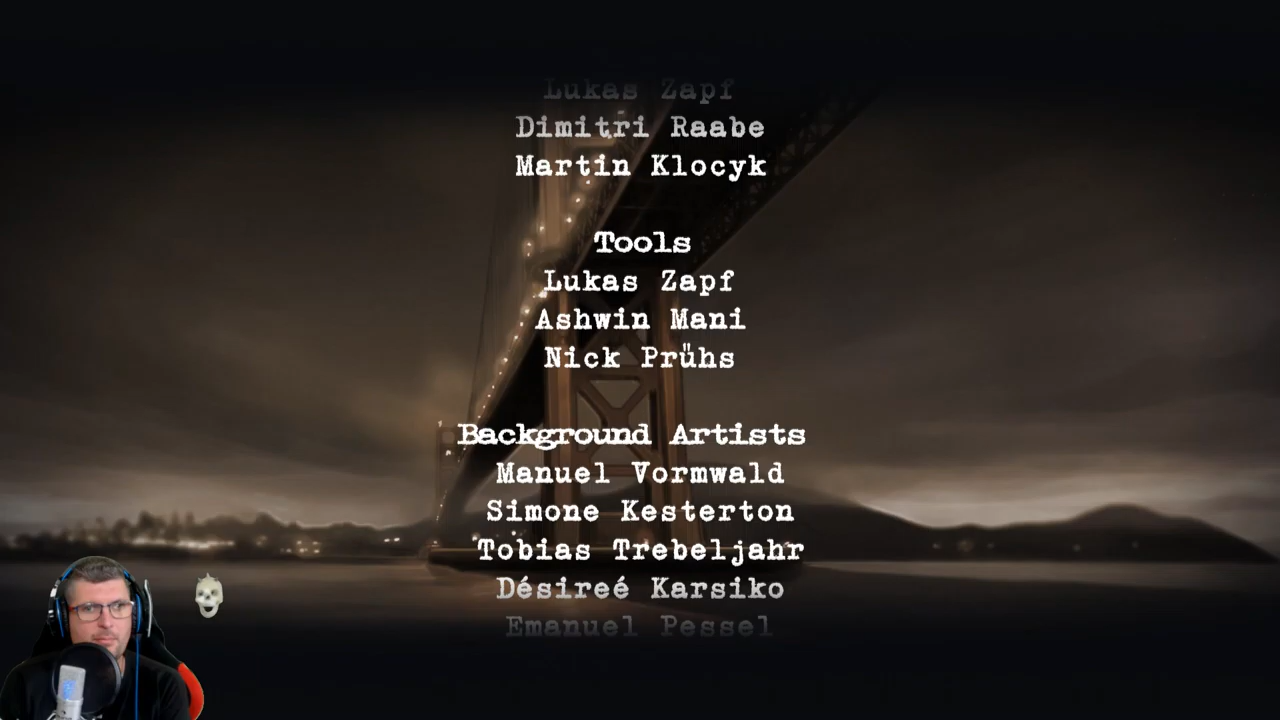 Lukas Zapf
Dimitri Raabe
Martin Klocyk
Tools
Lukas Zapf
Ashwin Mani
Nick Prühs
Background Artists
Manuel Vormwald
Simone Kesterton
Tobias Trebeljahr
Désireé Karsiko
Emanuel Pessel